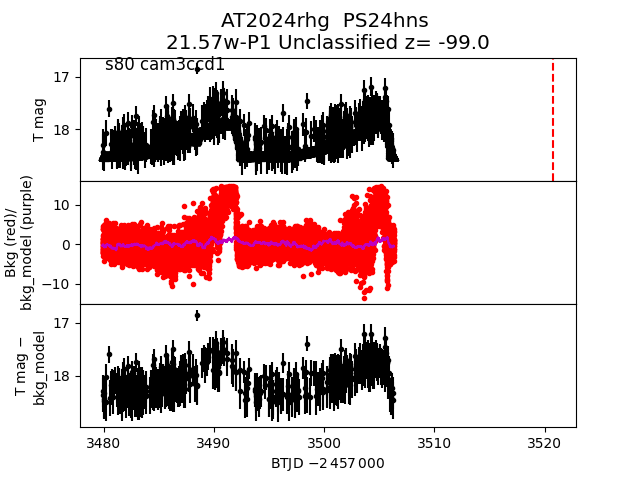 AT2024rhg  PS24hns
21.57w-P1 Unclassified z= -99.0
s80 cam3ccd1
17
18
T mag
10
0
−10
Bkg (red)/
bkg_model (purple)
17
18
T mag −
bkg_model
3480 3490 3500 3510 3520
BTJD −2 457 000